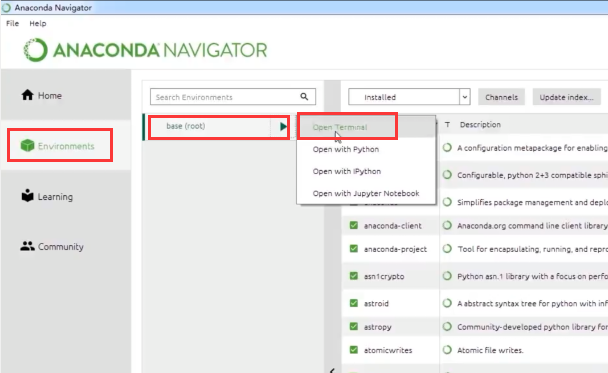 Anaconda Navigator
File Help
ANACONDA NAVIGATOR
Home
Environments
Learning
Community
Search Environments
base (root)
Installed
Channels
Update index...
Open Terminal
Open with Python
Open with IPython
Open with Jupyter Notebook
T Description
A configuration metapackage for enabling
Configurable, python 2+3 compatible sphi
Simplifies package management and deplo
anaconda-client Anaconda.org command line client library
anaconda-project Tool for encapsulating, running, and repro
asn1crypto Python asn.1 library with a focus on perfo
astroid A abstract syntax tree for python with inf
astropy Community-developed python library for
atomicwrites Atomic file writes.